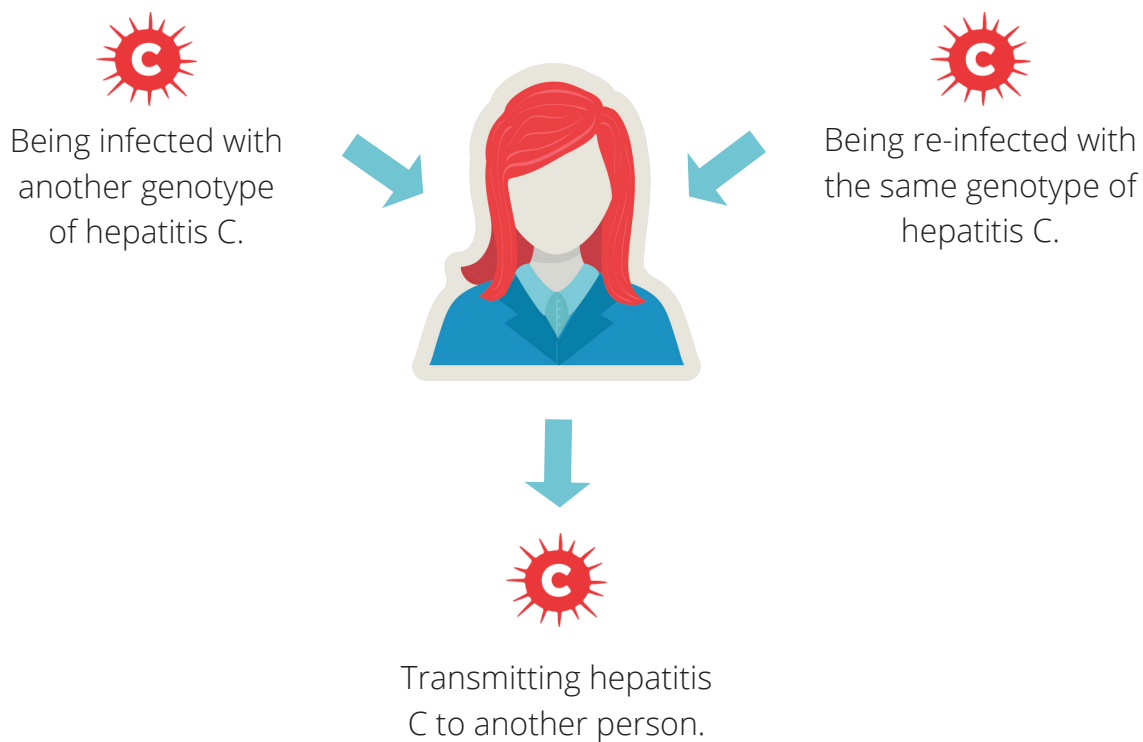 C
Being infected with
another genotype
of hepatitis C.
C
Being re-infected with
the same genotype of
hepatitis C.
C
Transmitting hepatitis
C to another person.